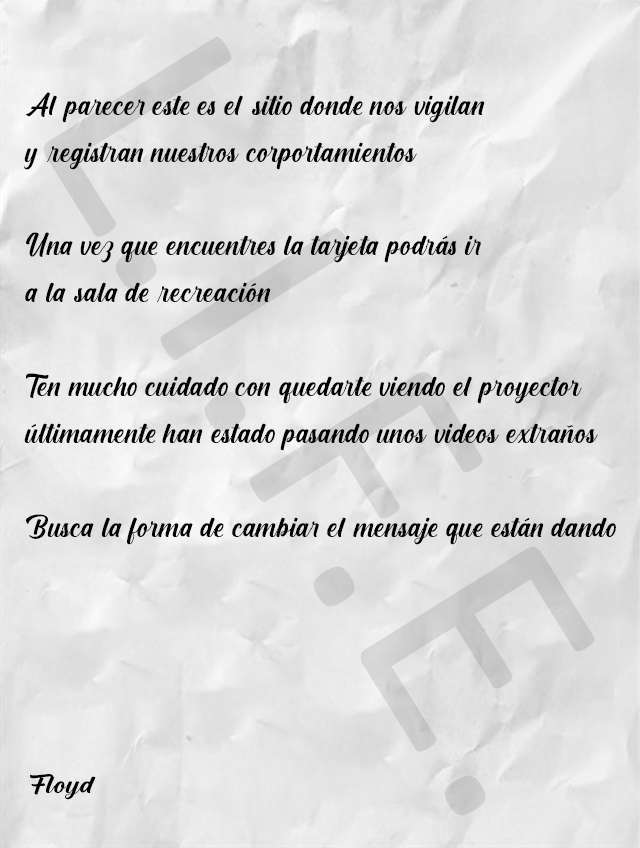 Al parecer este es el sitio donde nos vigilan
y registran nuestros corportamientos
Una vez que encuentres la tarjeta podrás ir
a la sala de recreación
Ten mucho cuidado con quedarte viendo el proyector
últimamente han estado pasando unos videos extraños
Busca la forma de cambiar el mensaje que están dando
Floyd
L.I.F.E.